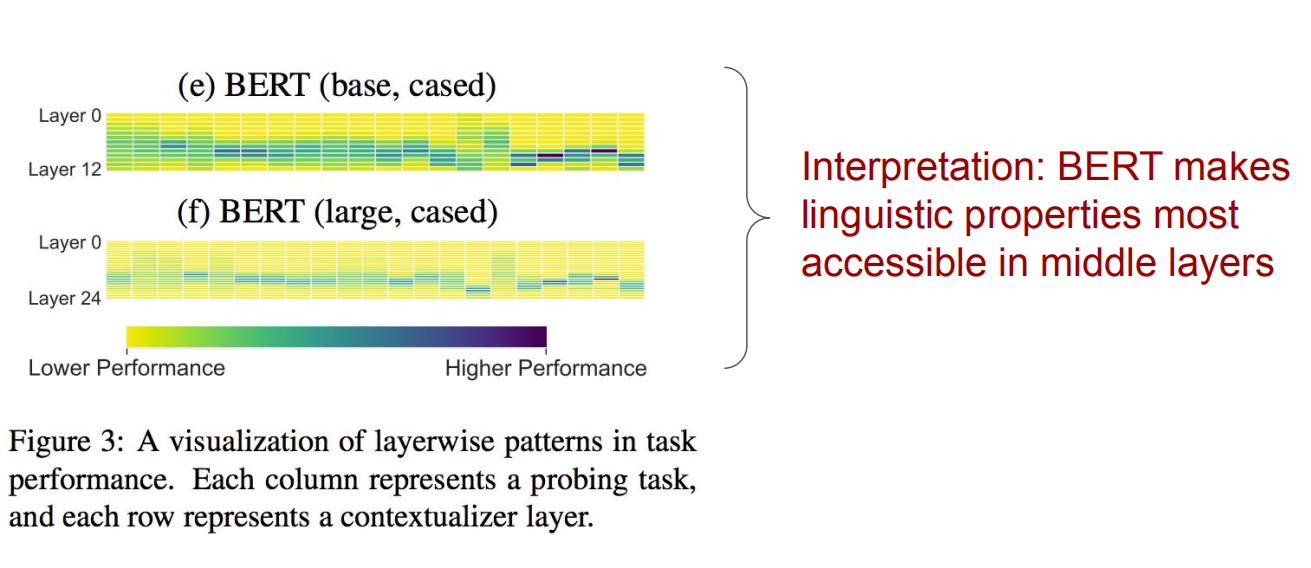 (e) BERT (base, cased)
Layer 0
Layer 12
(f) BERT (large, cased)
Layer 0
Layer 24
Lower Performance
Higher Performance
Figure 3: A visualization of layerwise patterns in task
performance. Each column represents a probing task,
and each row represents a contextualizer layer.
Interpretation: BERT makes
linguistic properties most
accessible in middle layers